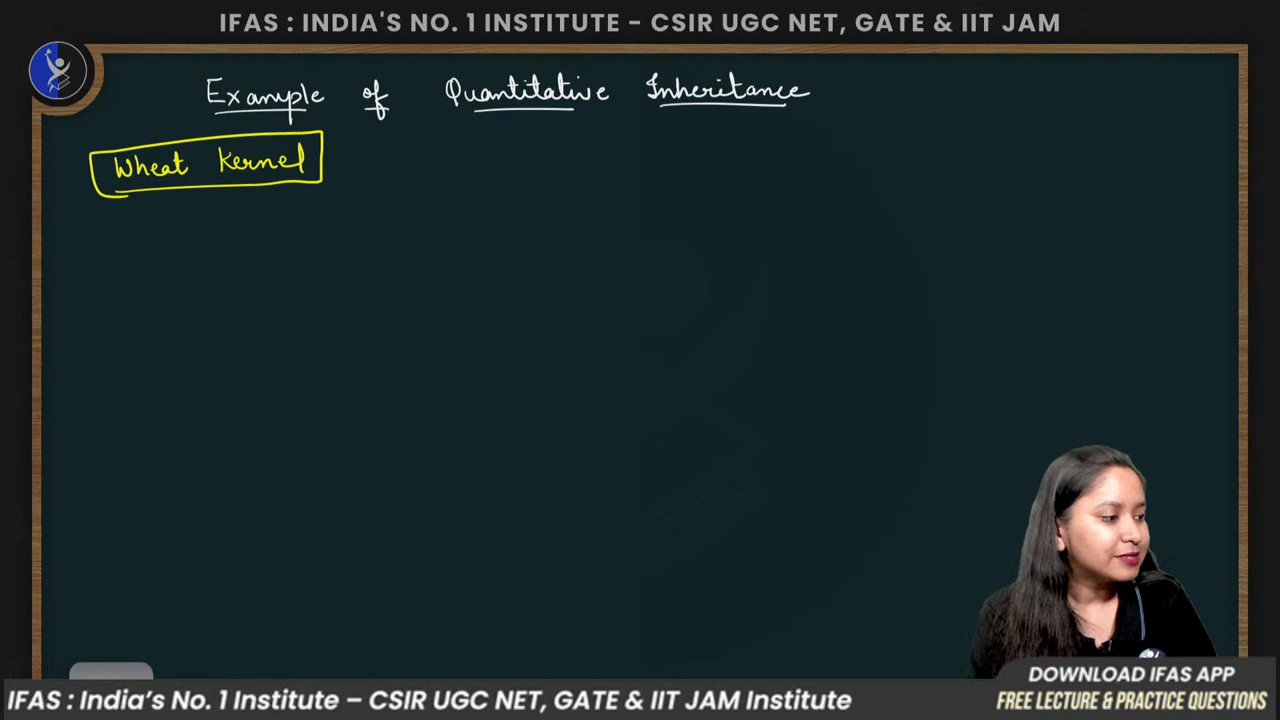 IFAS : INDIA'S NO. 1 INSTITUTE - CSIR UGC NET, GATE & IIT JAM
Example of Quantitative Inheritance
Wheat Kernel
DOWNLOAD IFAS APP
FREE LECTURE & PRACTICE QUESTIONS
IFAS : India's No. 1 Institute – CSIR UGC NET, GATE & IIT JAM Institute